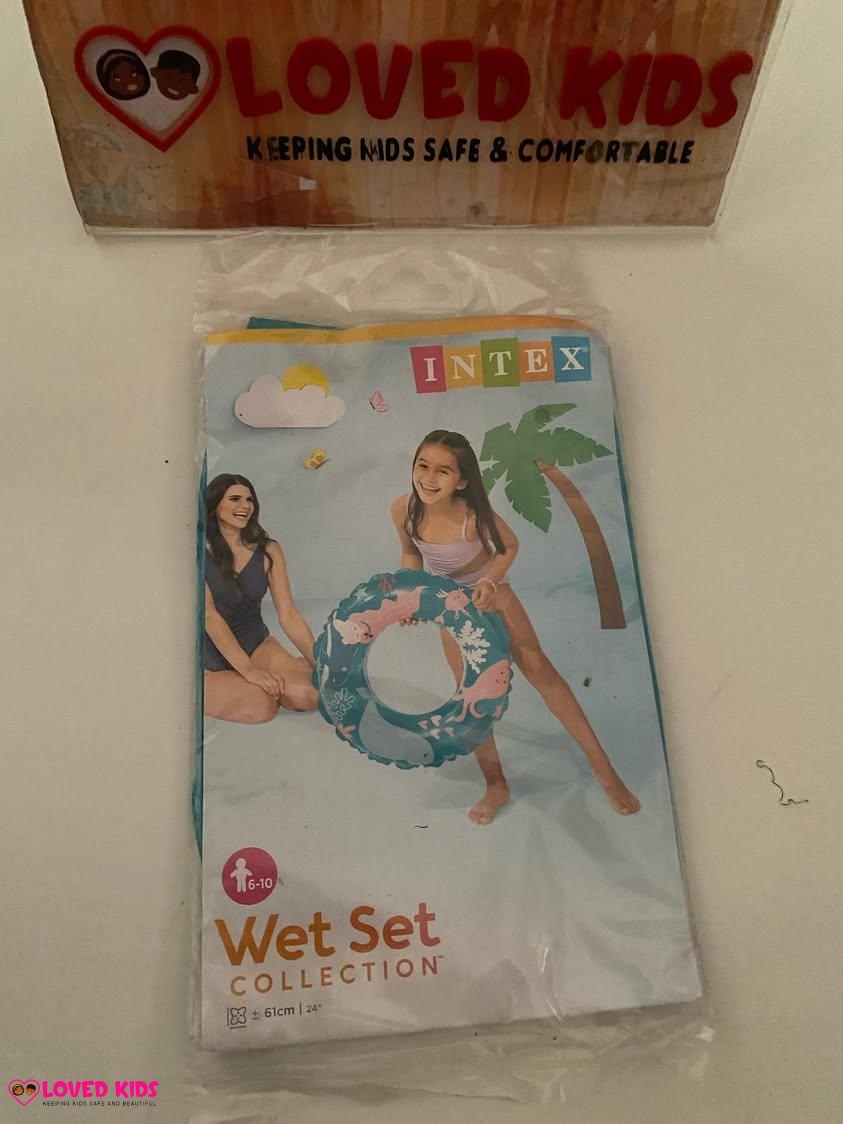 LOVED KIDS
KEEPING KIDS SAFE & COMFORTABLE
INTEX®
6-10
Wet Set
COLLECTION™
± 61cm | 24"
LOVED KIDS
KEEPING KIDS SAFE AND BEAUTIFUL